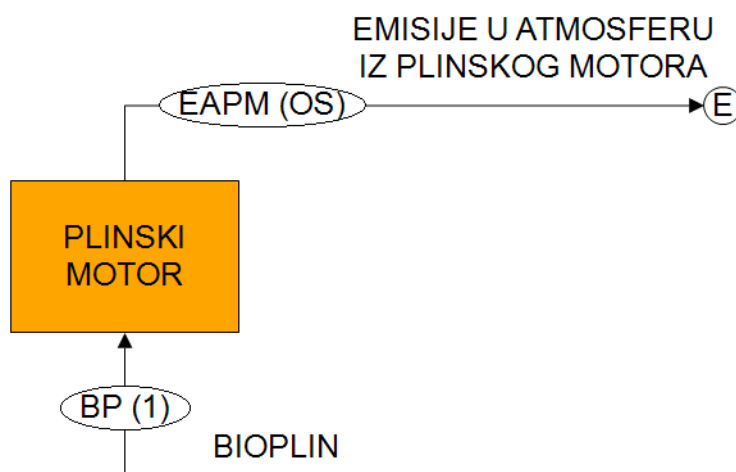 EMISIJE U ATMOSFERU
IZ PLINSKOG MOTORA
EAPM (OS)
E
PLINSKI
MOTOR
BP (1)
BIOPLIN